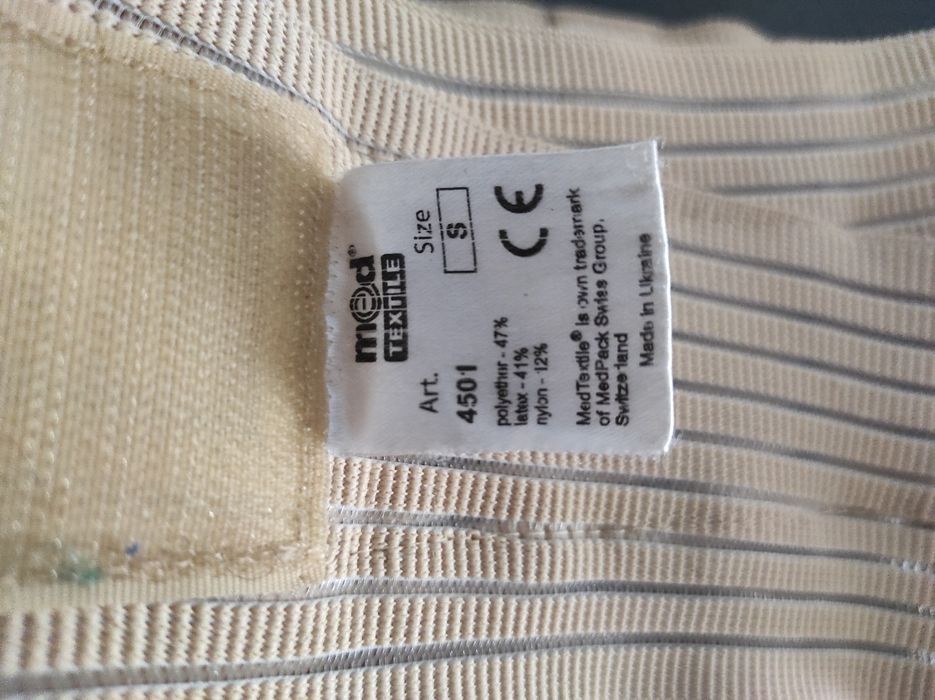 med®
TEXTILE
Art. Size
4501 S
polyether - 47%
latex - 41%
nylon - 12%
CE
MedTextile® is own trademark
of MedPack Swiss Group,
Switzerland
Made in Ukraine